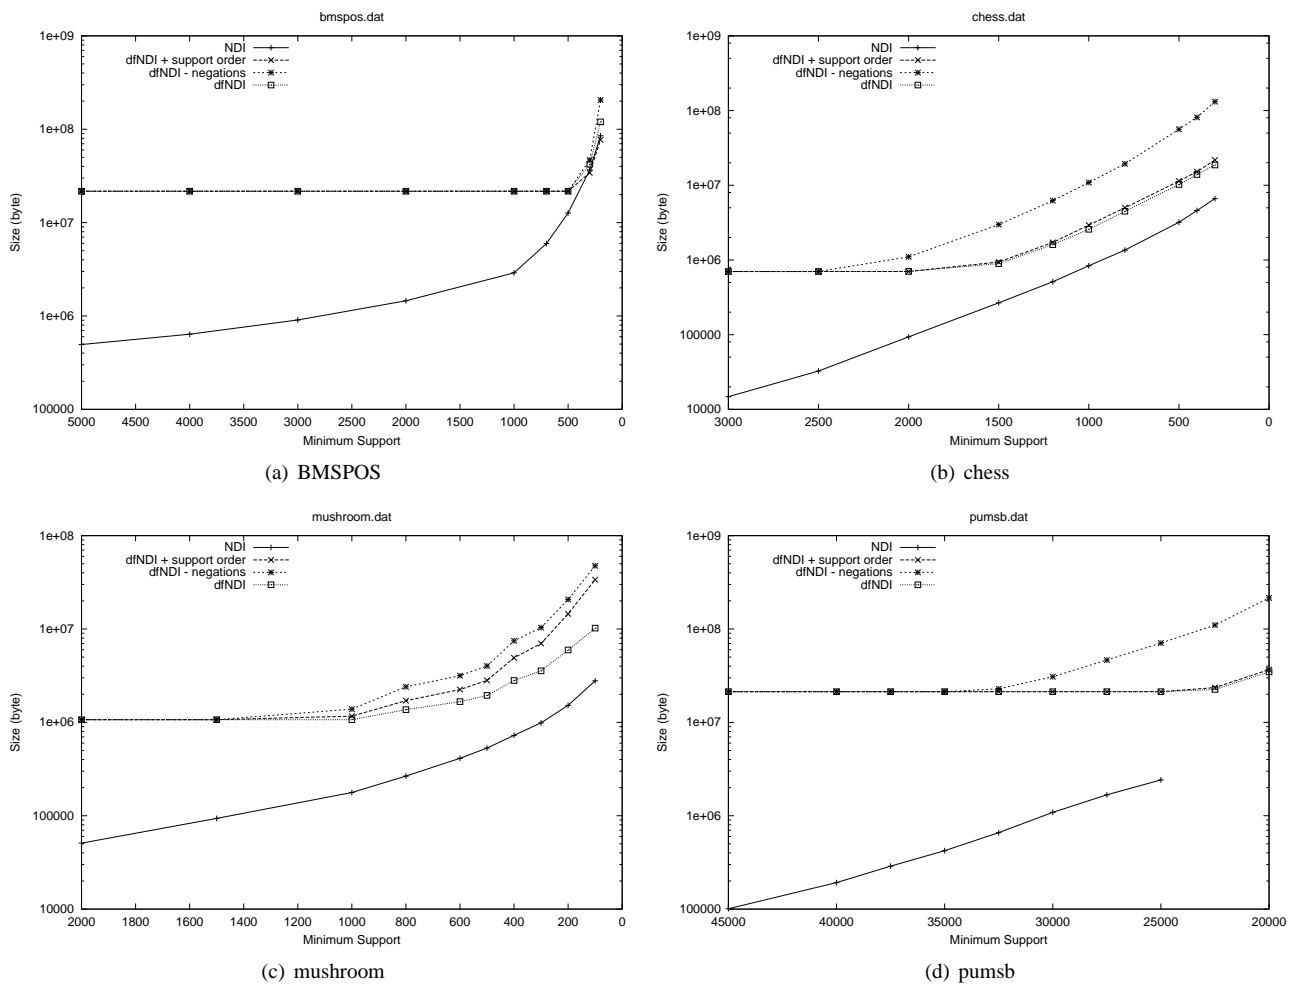 bmspos.dat
1e+09
1e+08
1e+07
1e+06
100000
Size (byte)
NDI
dfNDI + support order
dfNDI - negations
dfNDI
5000 4500 4000 3500 3000 2500 2000 1500 1000 500 0
Minimum Support
(a) BMSPOS
chess.dat
1e+09
1e+08
1e+07
1e+06
100000
10000
Size (byte)
NDI
dfNDI + support order
dfNDI - negations
dfNDI
3000 2500 2000 1500 1000 500 0
Minimum Support
(b) chess
mushroom.dat
1e+08
1e+07
1e+06
100000
10000
Size (byte)
NDI
dfNDI + support order
dfNDI - negations
dfNDI
2000 1800 1600 1400 1200 1000 800 600 400 200 0
Minimum Support
(c) mushroom
pumsb.dat
1e+09
1e+08
1e+07
1e+06
100000
Size (byte)
NDI
dfNDI + support order
dfNDI - negations
dfNDI
45000 40000 35000 30000 25000 20000
Minimum Support
(d) pumsb